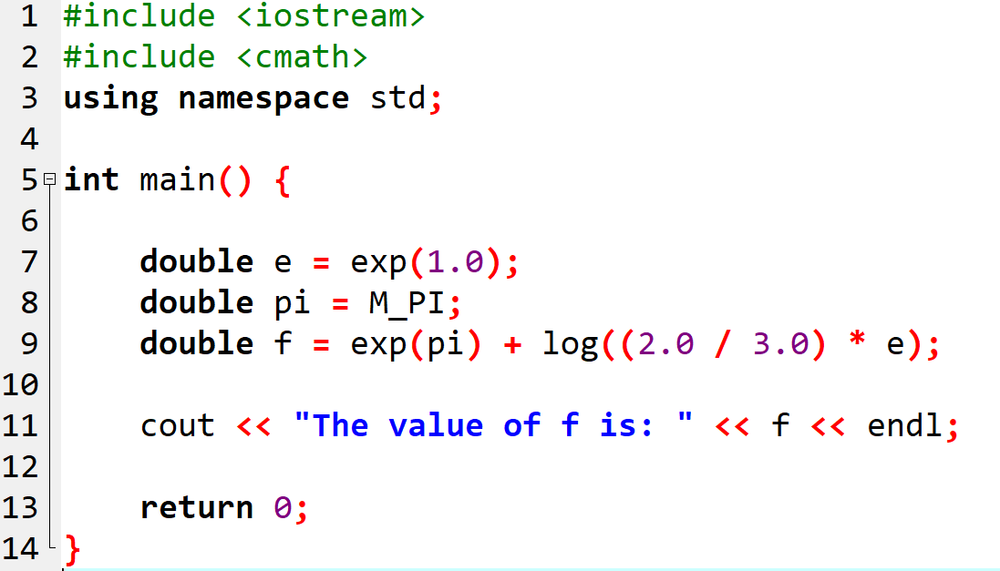 1 #include <iostream>
2 #include <cmath>
3 using namespace std;
4
5 int main() {
6
7     double e = exp(1.0);
8     double pi = M_PI;
9     double f = exp(pi) + log((2.0 / 3.0) * e);
10
11     cout << "The value of f is: " << f << endl;
12
13     return 0;
14 }